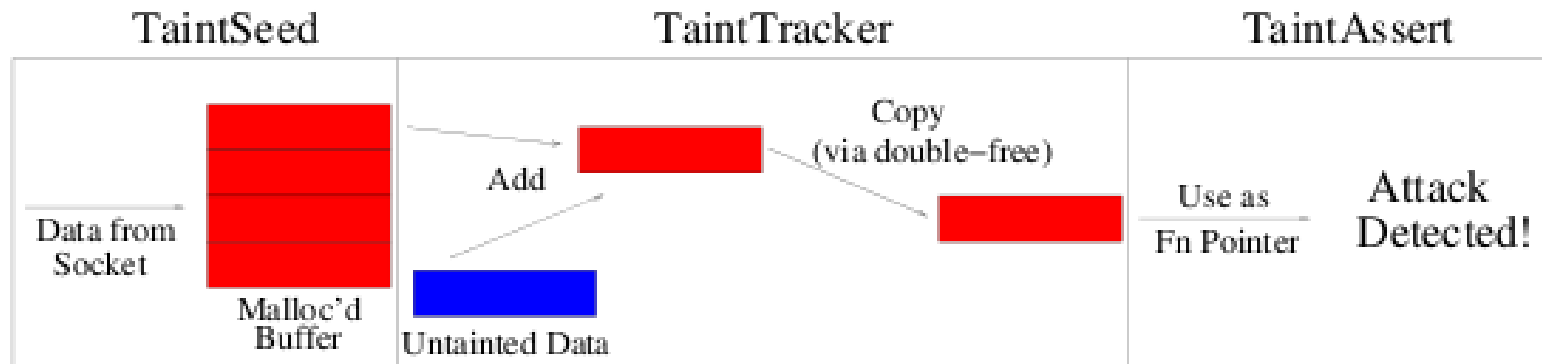 TaintSeed
TaintTracker
TaintAssert
Data from
Socket
Malloc'd
Buffer
Add
Untainted Data
Copy
(via double−free)
Use as
Fn Pointer
Attack
Detected!